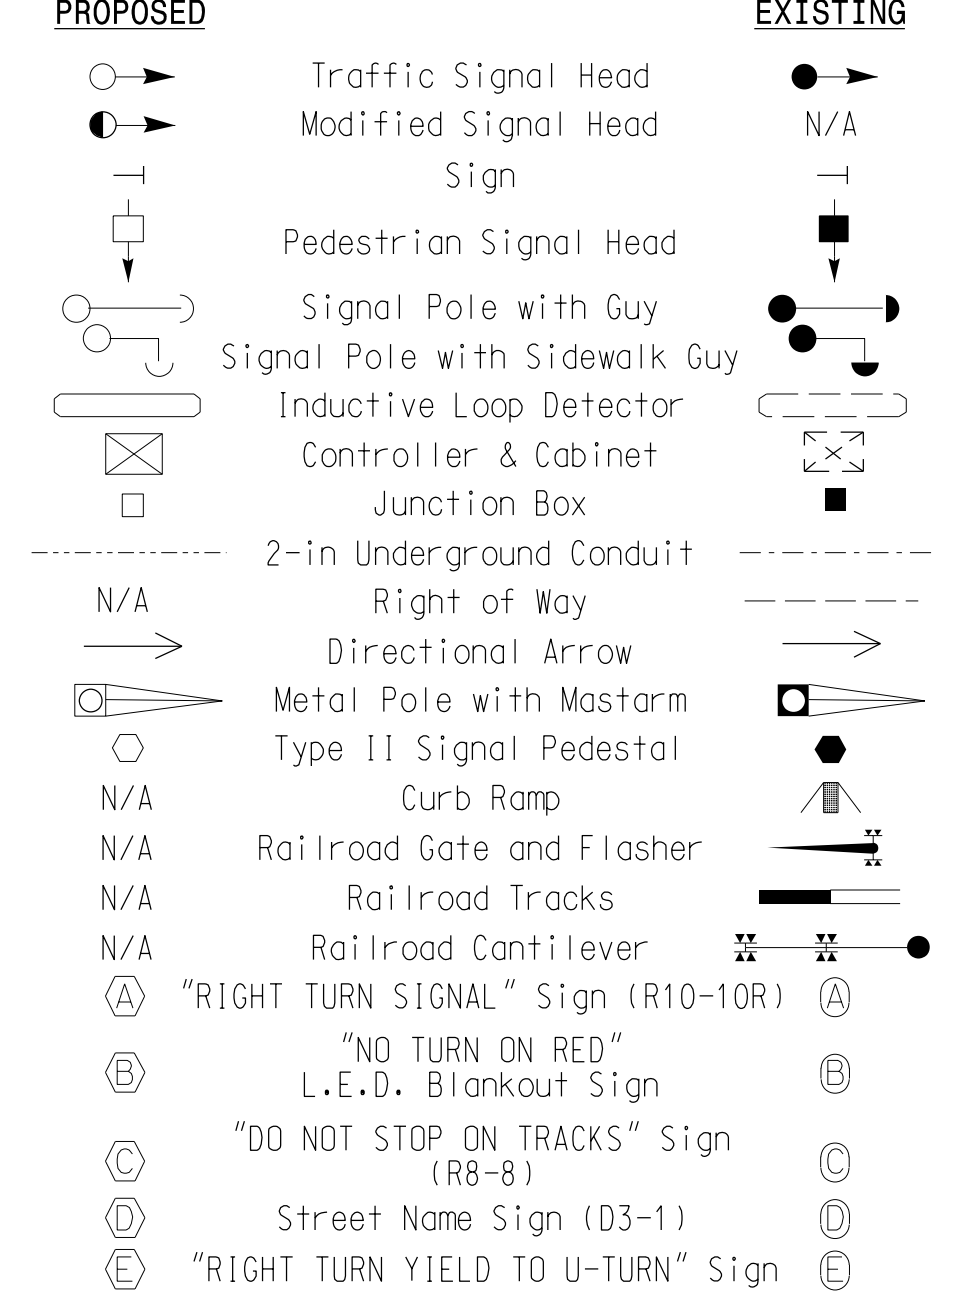 PROPOSED EXISTING
Traffic Signal Head
Modified Signal Head N/A
Sign
Pedestrian Signal Head
Signal Pole with Guy
Signal Pole with Sidewalk Guy
Inductive Loop Detector
Controller & Cabinet
Junction Box
2-in Underground Conduit
N/A Right of Way
Directional Arrow
Metal Pole with Mastarm
Type II Signal Pedestal
N/A Curb Ramp
N/A Railroad Gate and Flasher
N/A Railroad Tracks
N/A Railroad Cantilever
A "RIGHT TURN SIGNAL" Sign (R10-10R) A
"NO TURN ON RED"
B L.E.D. Blankout Sign B
"DO NOT STOP ON TRACKS" Sign
C (R8-8) C
D Street Name Sign (D3-1) D
E "RIGHT TURN YIELD TO U-TURN" Sign E